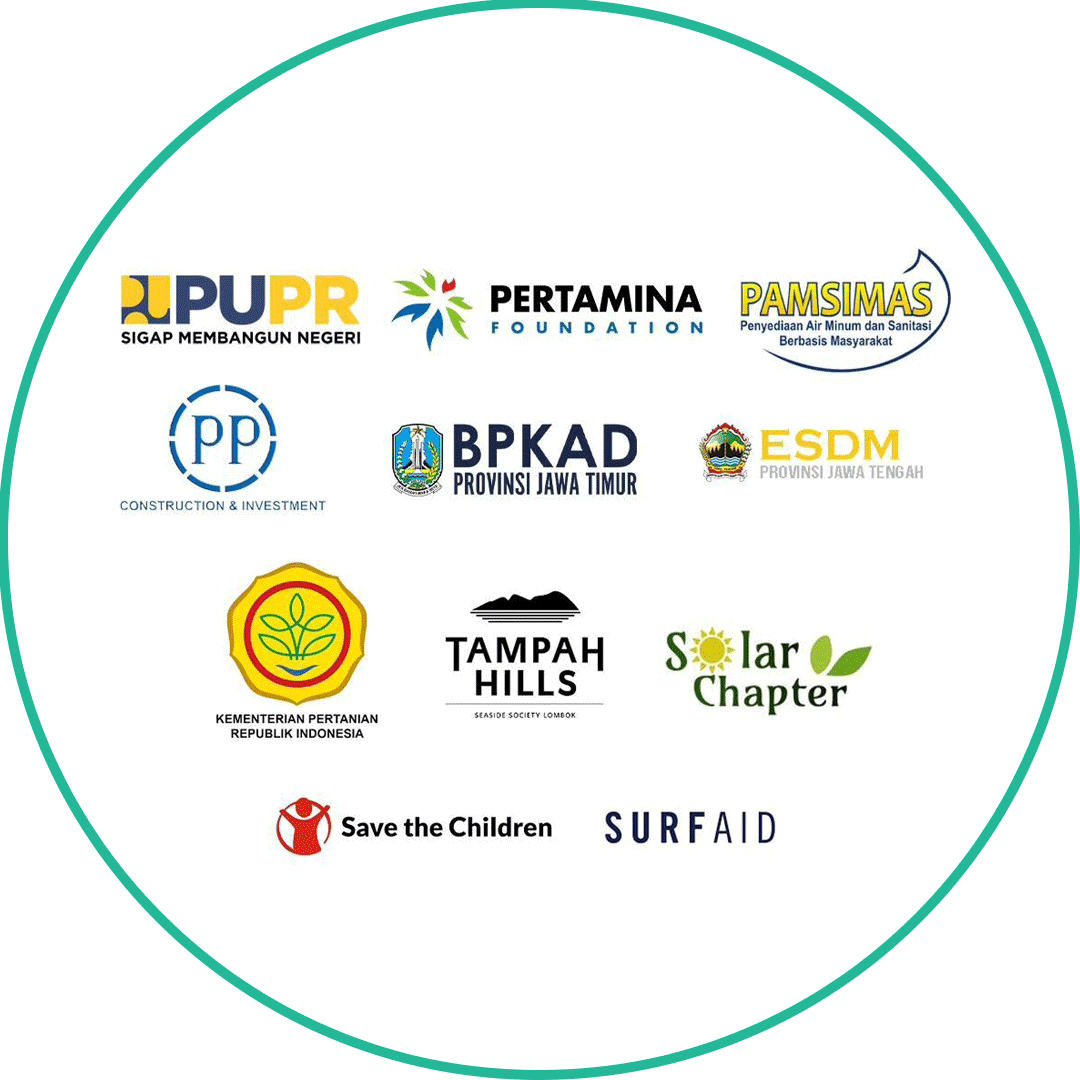 PUPR
SIGAP MEMBANGUN NEGERI
PERTAMINA
FOUNDATION
PAMSIMAS
Penyediaan Air Minum dan Sanitasi
Berbasis Masyarakat
PP
CONSTRUCTION & INVESTMENT
BPKAD
PROVINSI JAWA TIMUR
ESDM
PROVINSI JAWA TENGAH
KEMENTERIAN PERTANIAN
REPUBLIK INDONESIA
TAMPAH
HILLS
SEASIDE SOCIETY LOMBOK
Solar
Chapter
Save the Children
SURFAID